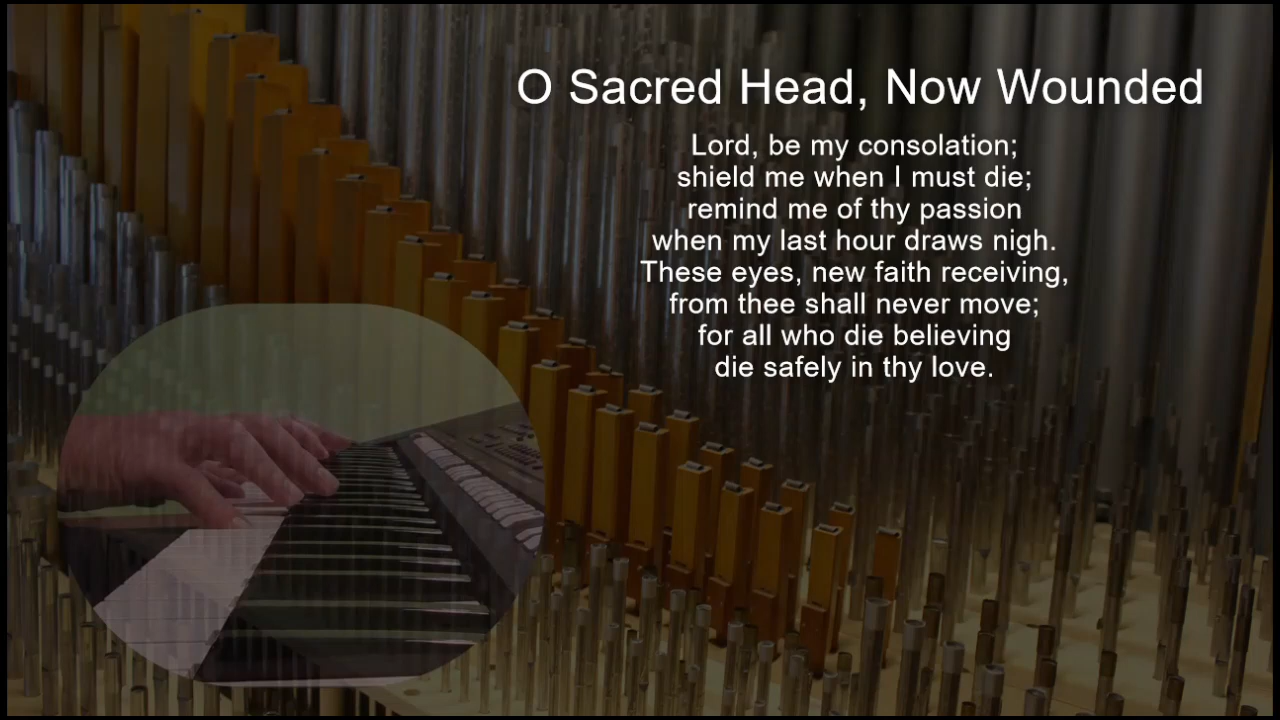 O Sacred Head, Now Wounded
Lord, be my consolation;
shield me when I must die;
remind me of thy passion
when my last hour draws nigh.
These eyes, new faith receiving,
from thee shall never move;
for all who die believing
die safely in thy love.